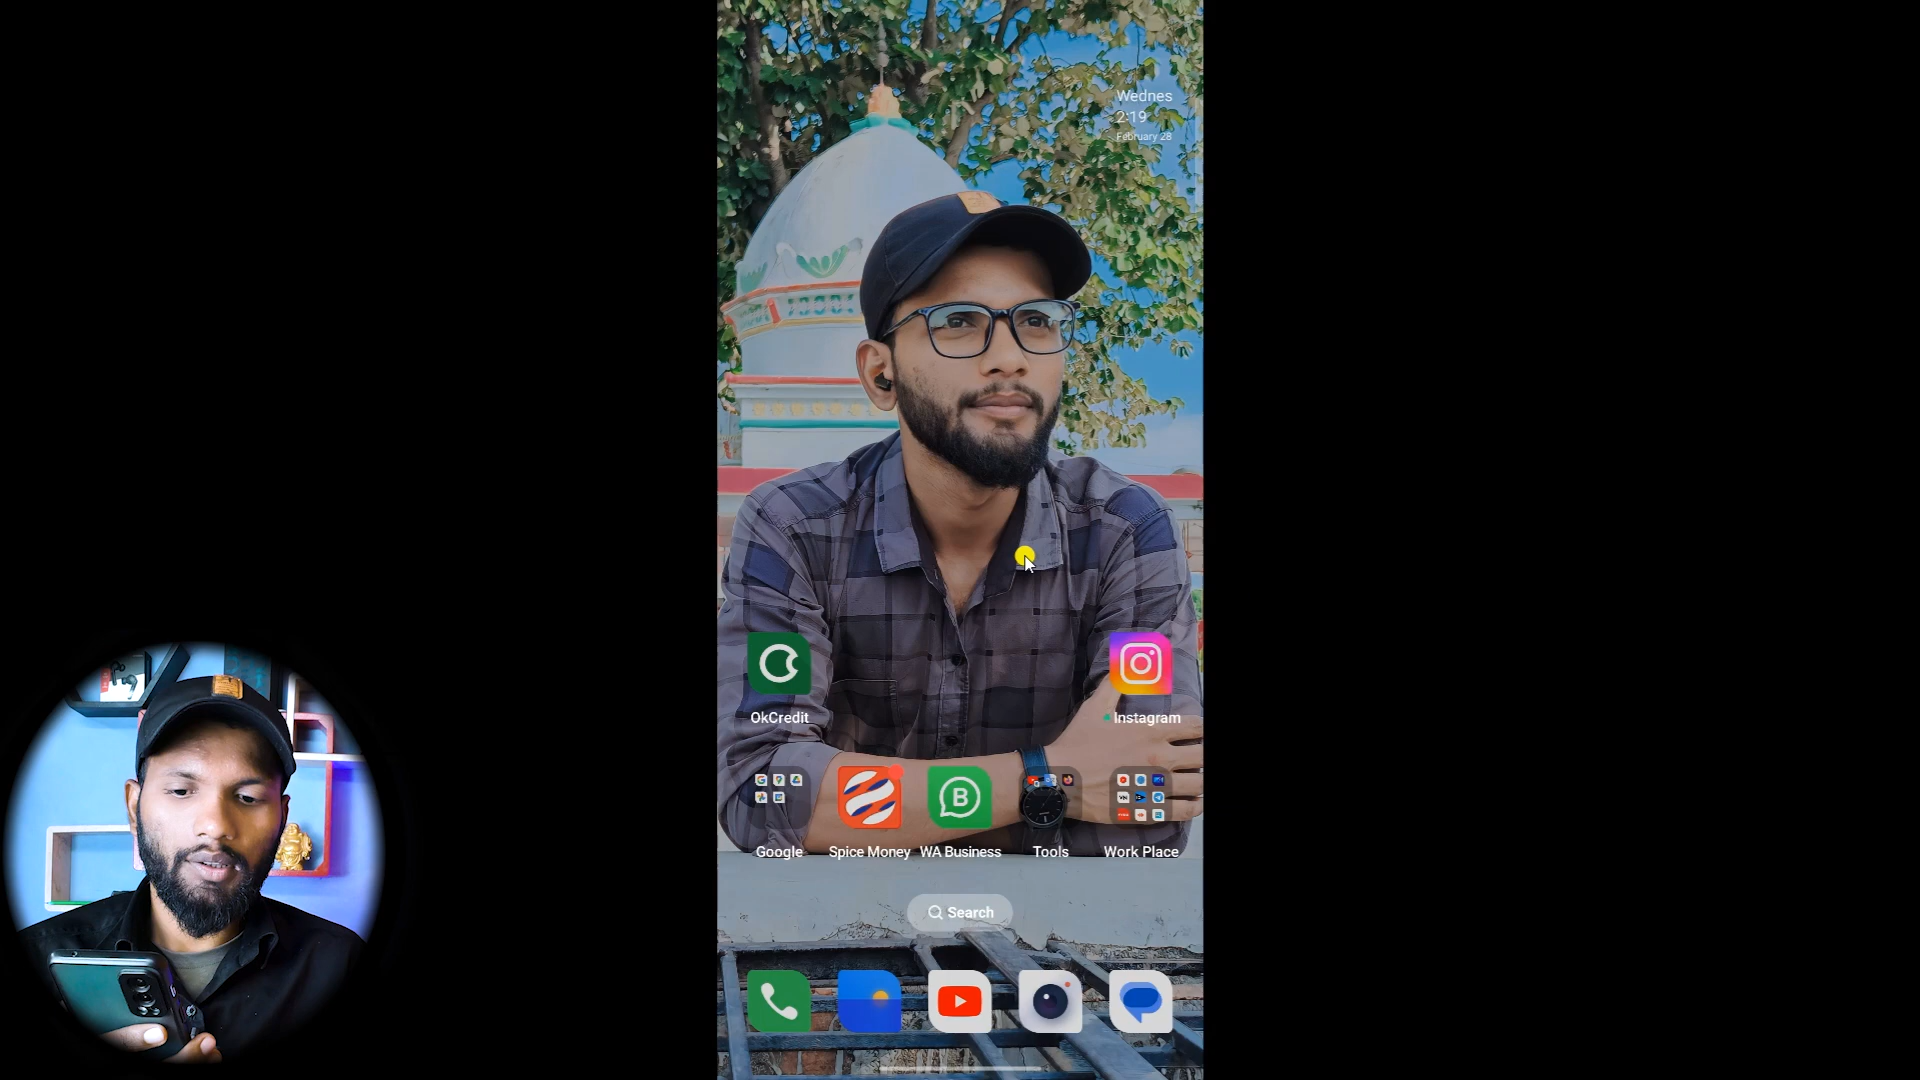 Wednes
2:19
February 28
OkCredit
Instagram
Google
Spice Money
WA Business
Tools
Work Place
Search